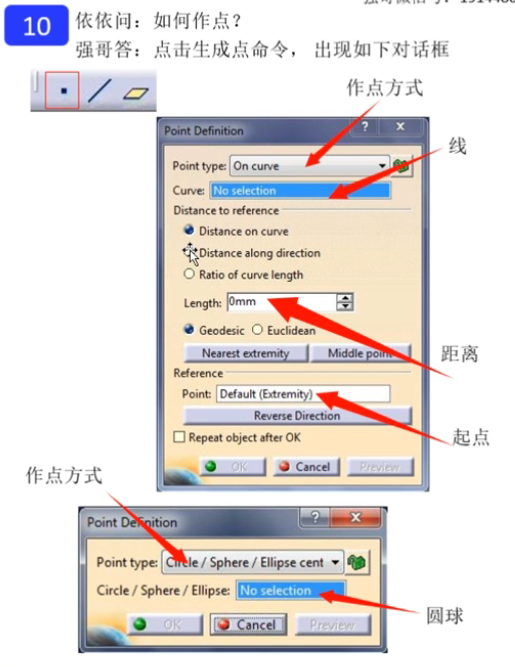 10
依依问：如何作点？
强哥答：点击生成点命令，出现如下对话框
作点方式
Point Definition
Point type: On curve
线
Curve: No selection
Distance to reference
Distance on curve
Distance along direction
Ratio of curve length
Length: 0mm
Geodesic Euclidean
Nearest extremity Middle point
距离
Reference
Point: Default (Extremity)
Reverse Direction
起点
Repeat object after OK
OK Cancel Preview
作点方式
Point Definition
Point type: Circle / Sphere / Ellipse cent
Circle / Sphere / Ellipse: No selection
圆球
OK Cancel Preview